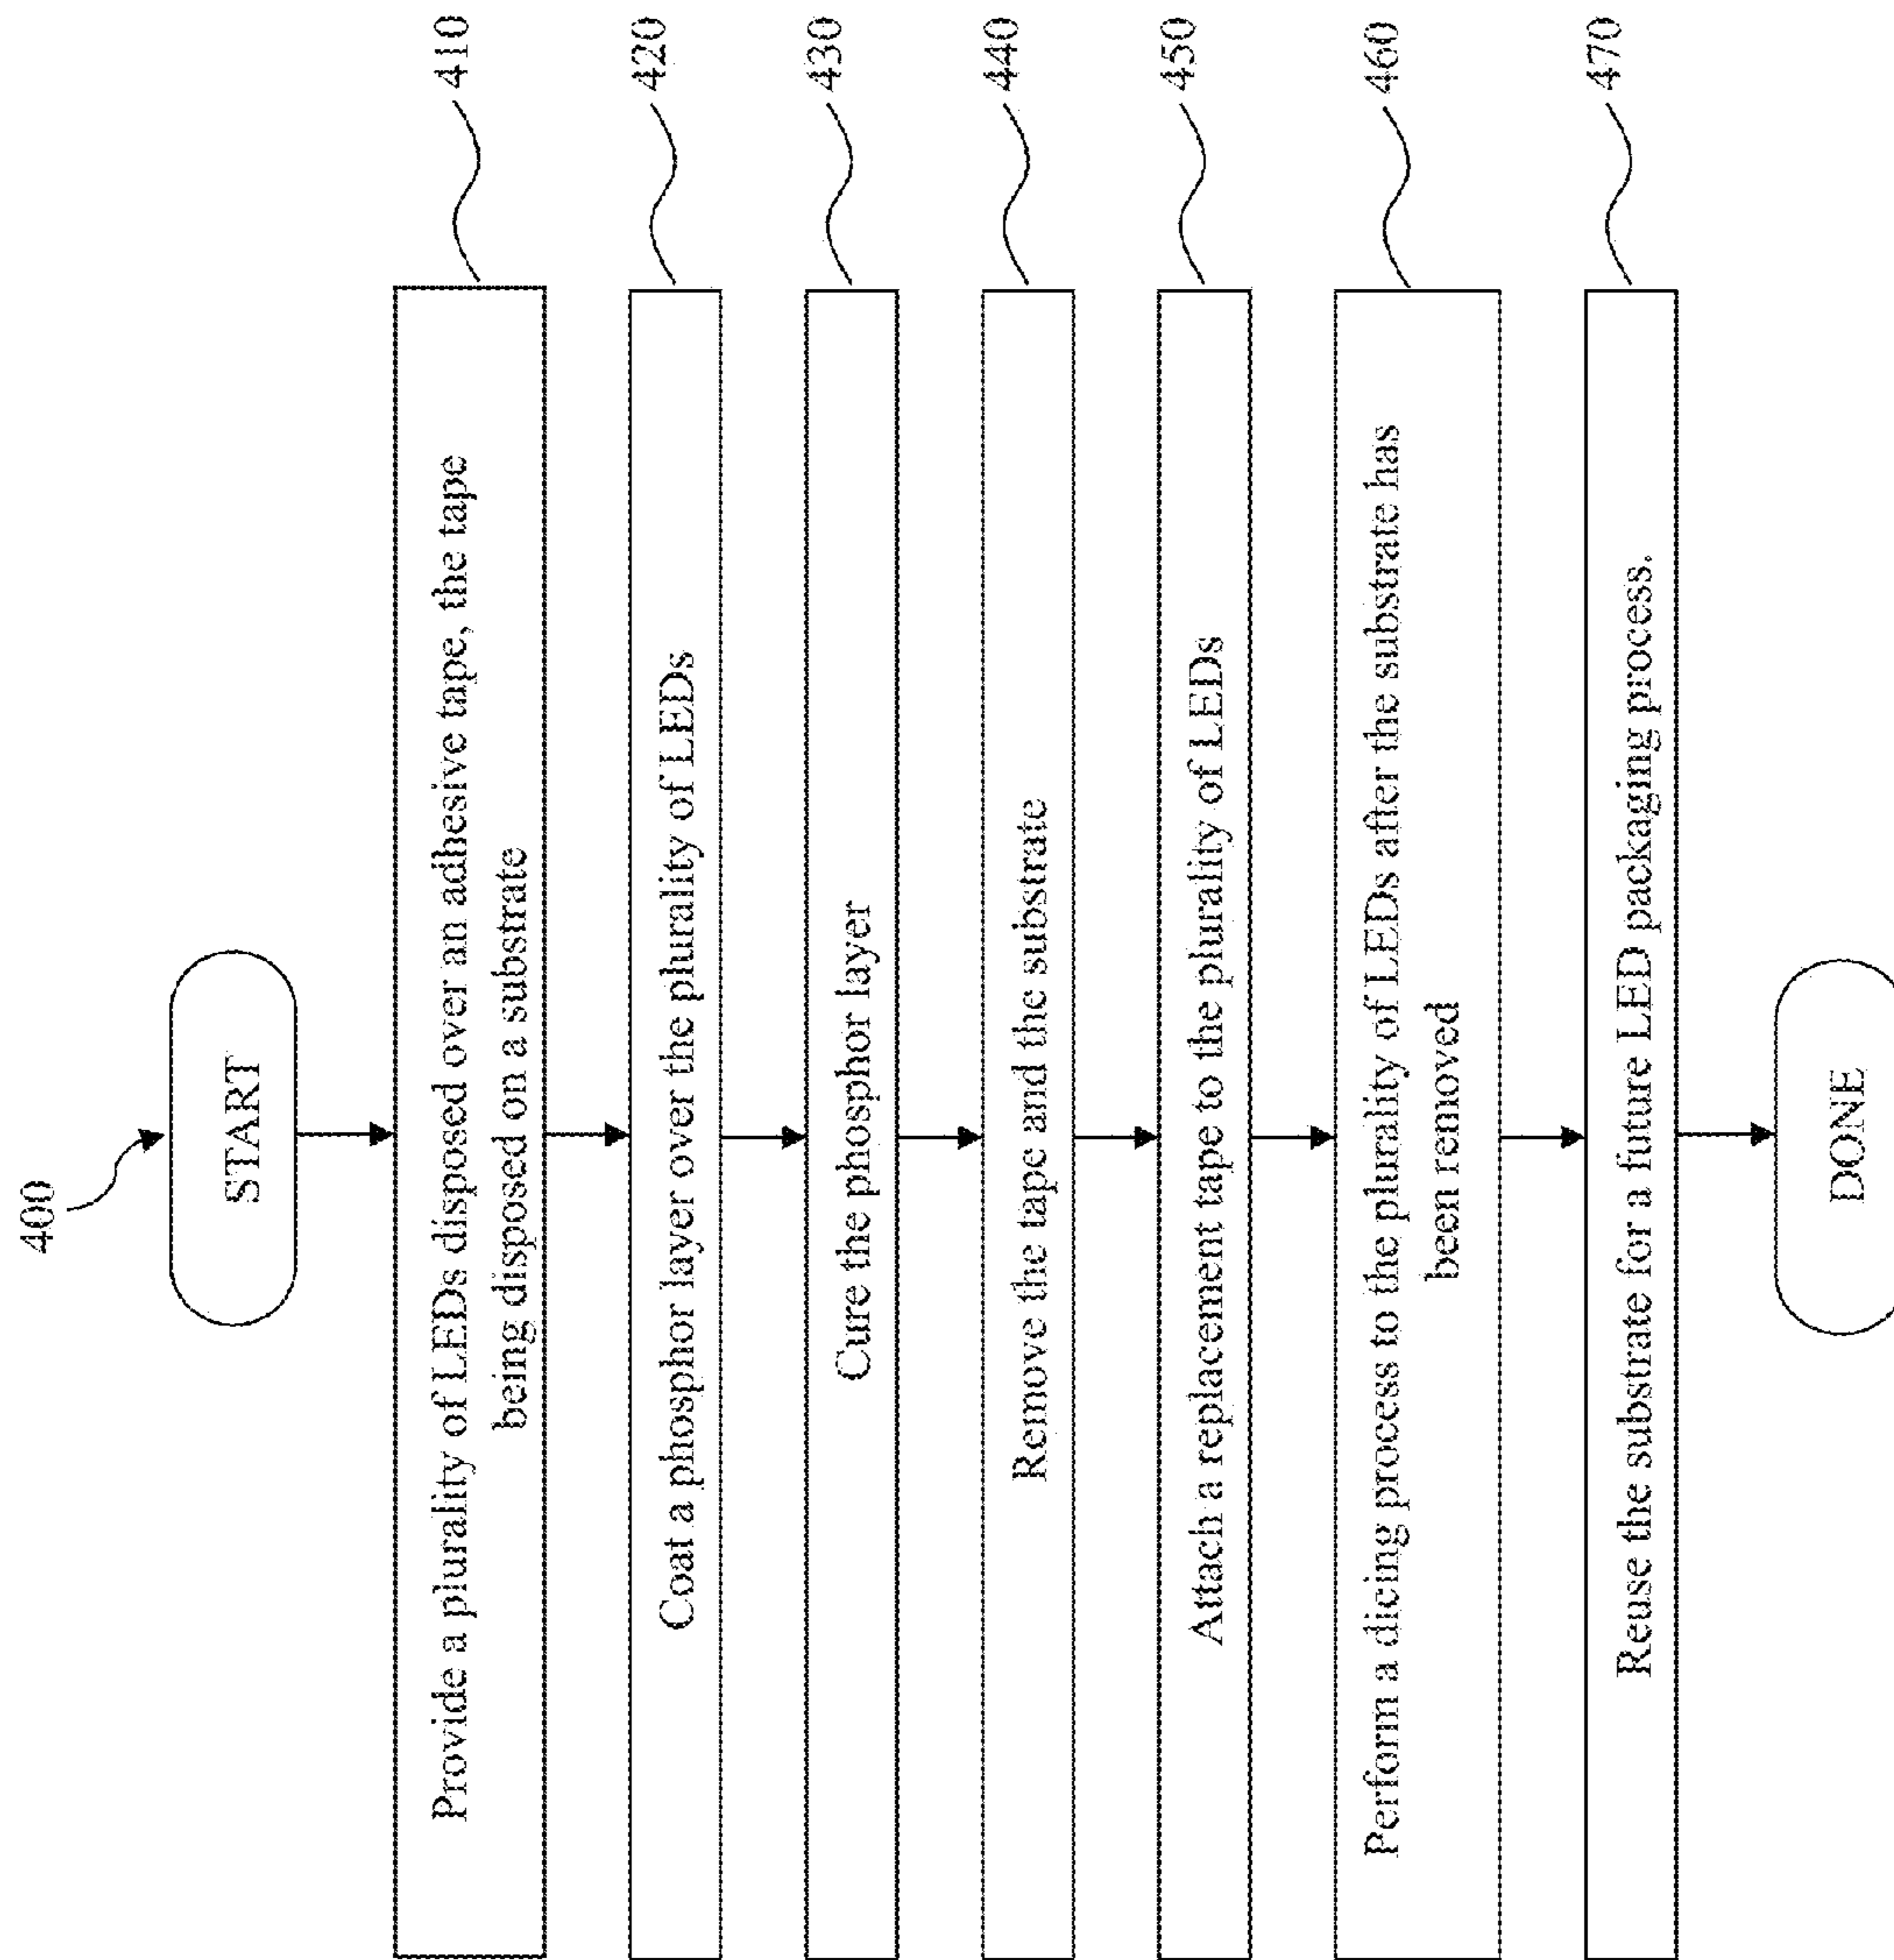 400
START
Provide a plurality of LEDs disposed over an adhesive tape, the tape
being disposed on a substrate
410
Coat a phosphor layer over the plurality of LEDs
420
Cure the phosphor layer
430
Remove the tape and the substrate
440
Attach a replacement tape to the plurality of LEDs
450
Perform a dicing process to the plurality of LEDs after the substrate has
been removed
460
Reuse the substrate for a future LED packaging process.
470
DONE